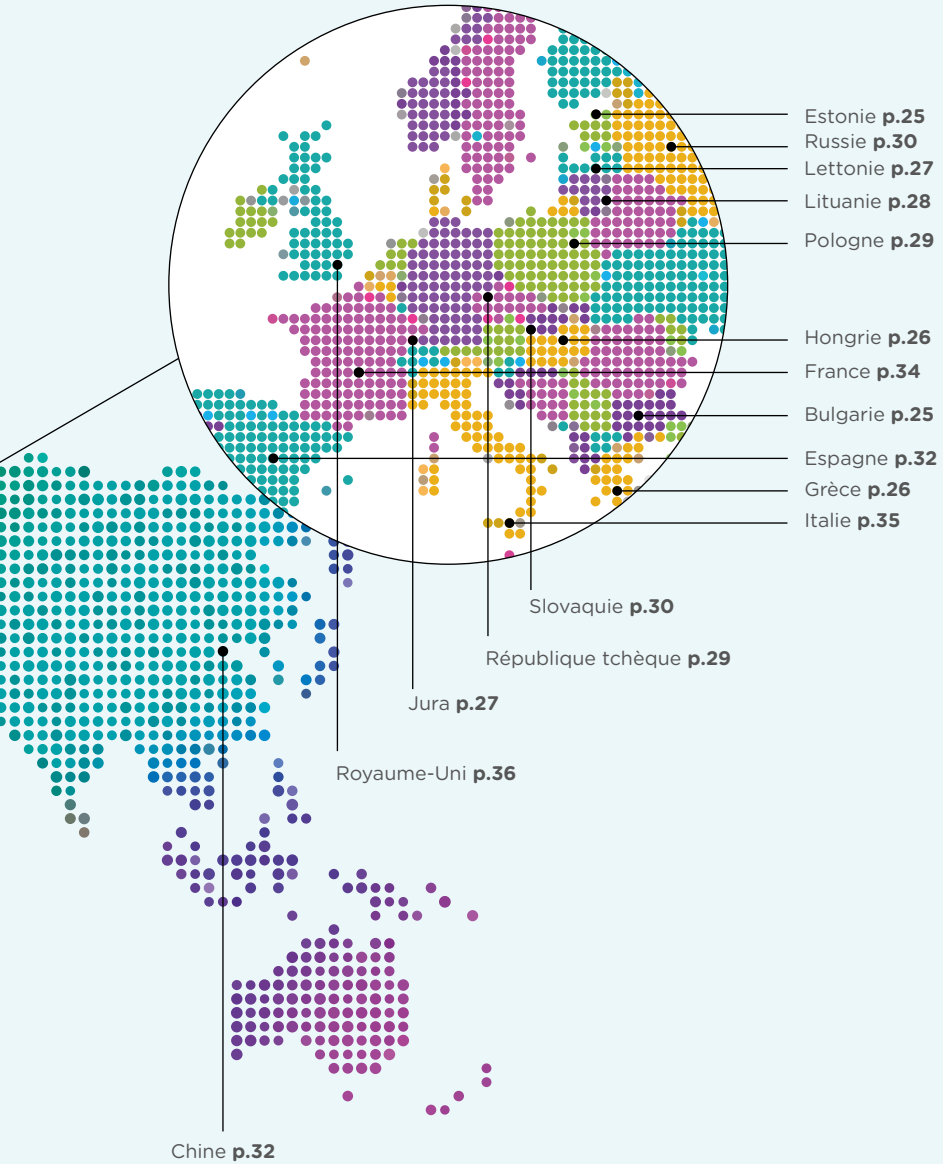 Estonie p.25
Russie p.30
Lettonie p.27
Lituanie p.28
Pologne p.29
Hongrie p.26
France p.34
Bulgarie p.25
Espagne p.32
Grèce p.26
Italie p.35
Slovaquie p.30
République tchèque p.29
Jura p.27
Royaume-Uni p.36
Chine p.32